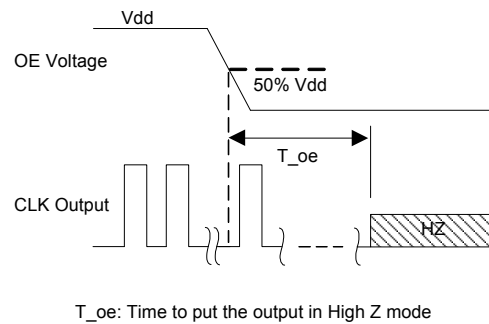 Vdd
OE Voltage
50% Vdd
T_oe
CLK Output
HZ
T_oe: Time to put the output in High Z mode